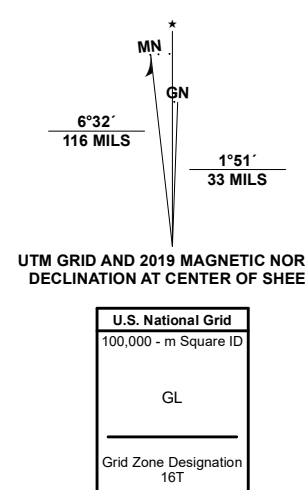 ★
MN
GN
6°32´
116 MILS
1°51´
33 MILS
UTM GRID AND 2019 MAGNETIC NOR
DECLINATION AT CENTER OF SHEE
U.S. National Grid
100,000 - m Square ID
GL
Grid Zone Designation
16T